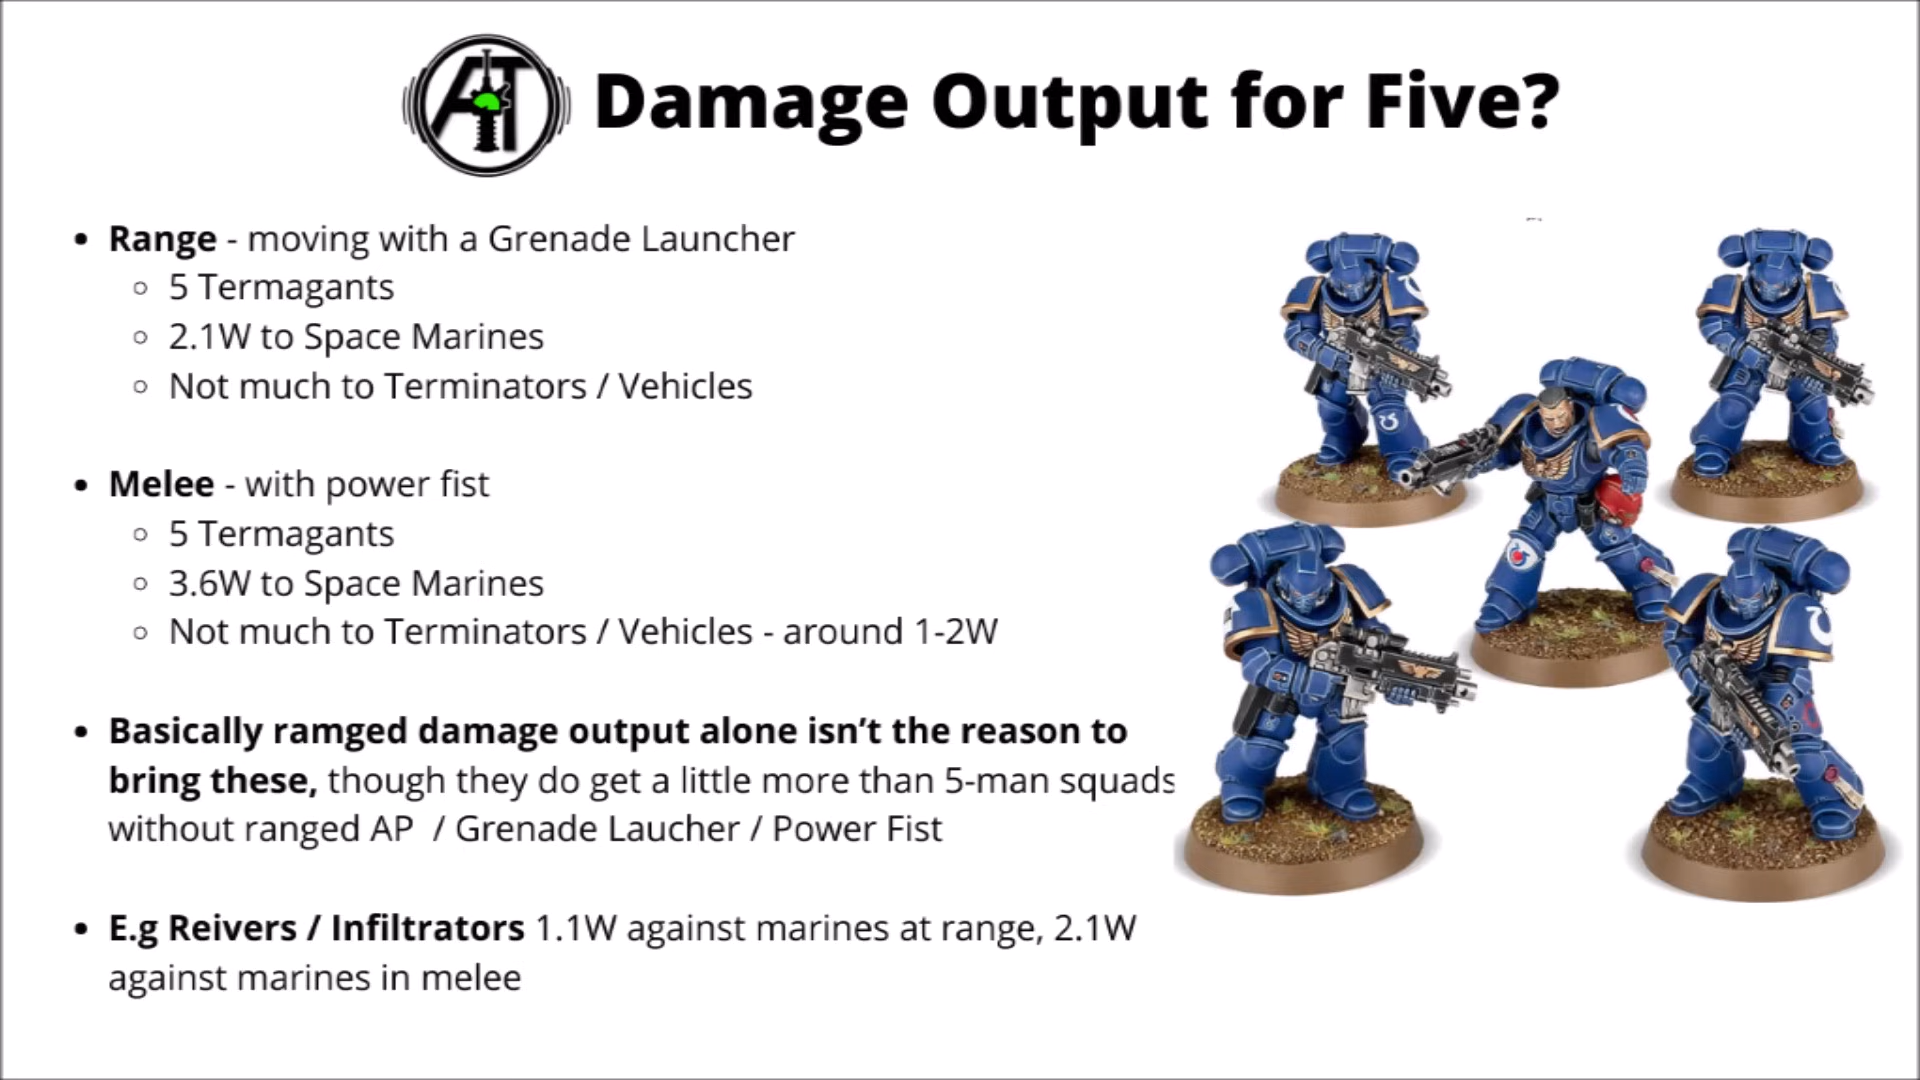 AT
Damage Output for Five?
• Range - moving with a Grenade Launcher
○ 5 Termagants
○ 2.1W to Space Marines
○ Not much to Terminators / Vehicles
• Melee - with power fist
○ 5 Termagants
○ 3.6W to Space Marines
○ Not much to Terminators / Vehicles - around 1-2W
• Basically ramged damage output alone isn’t the reason to
bring these, though they do get a little more than 5-man squads
without ranged AP / Grenade Laucher / Power Fist
• E.g Reivers / Infiltrators 1.1W against marines at range, 2.1W
against marines in melee